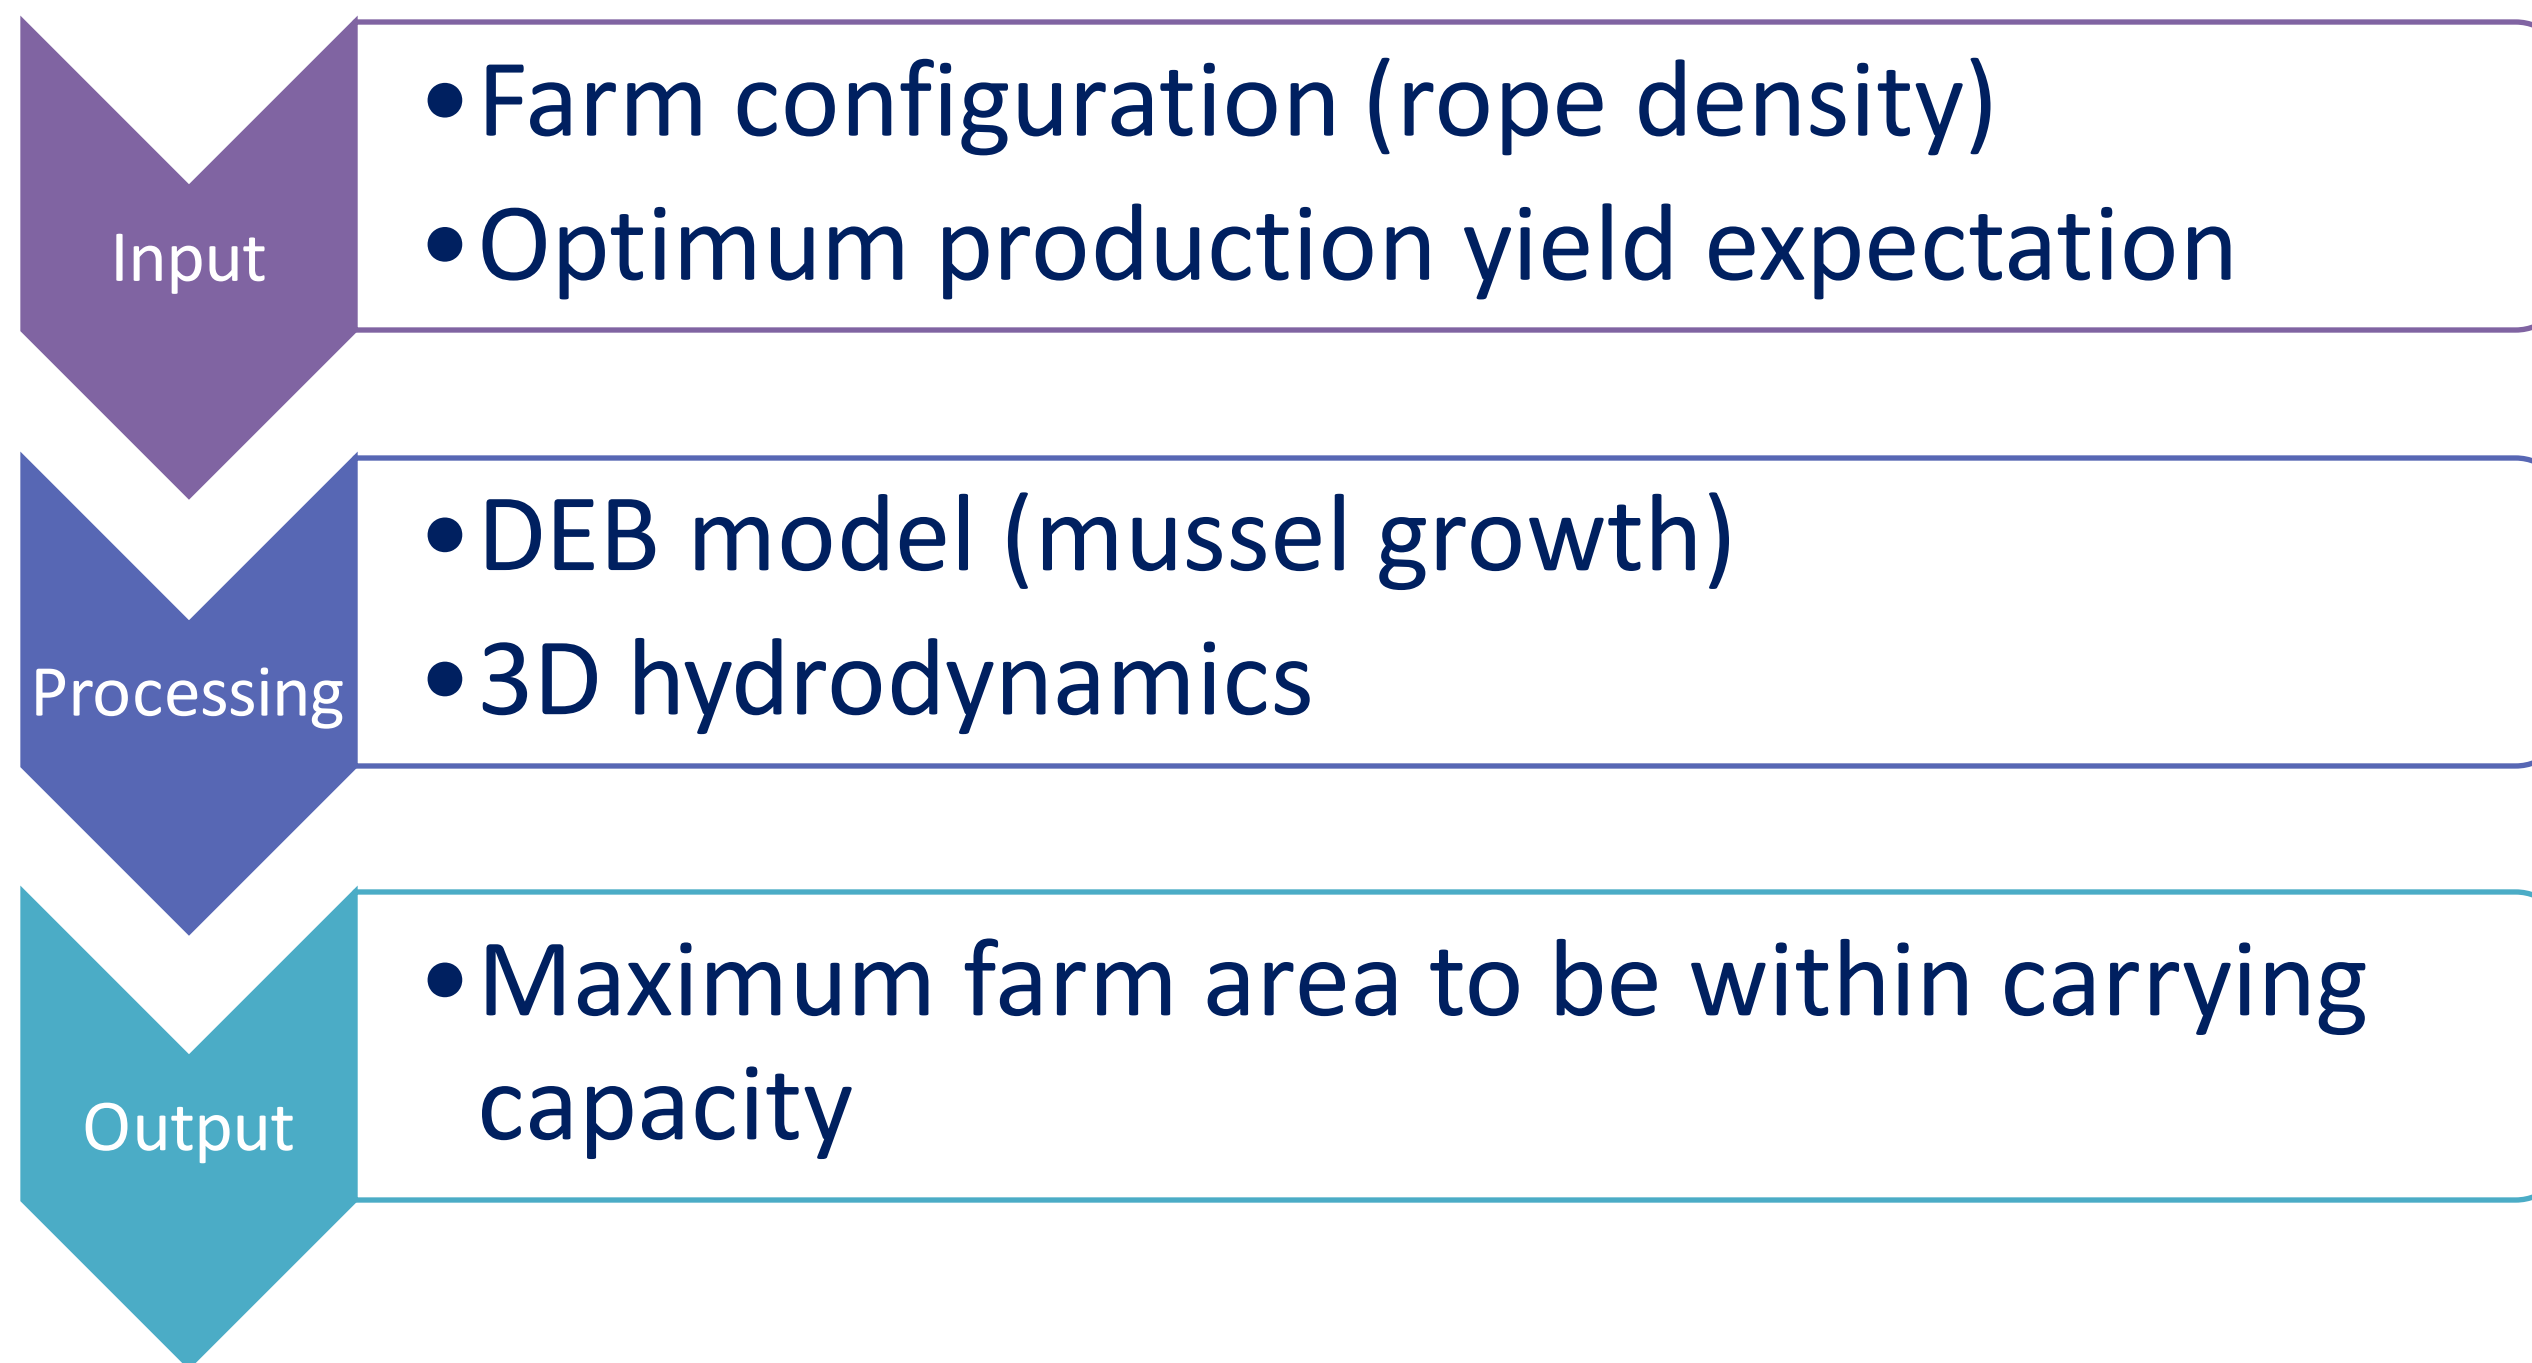 Input
•Farm configuration (rope density)
•Optimum production yield expectation
Processing
•DEB model (mussel growth)
•3D hydrodynamics
Output
•Maximum farm area to be within carrying
capacity